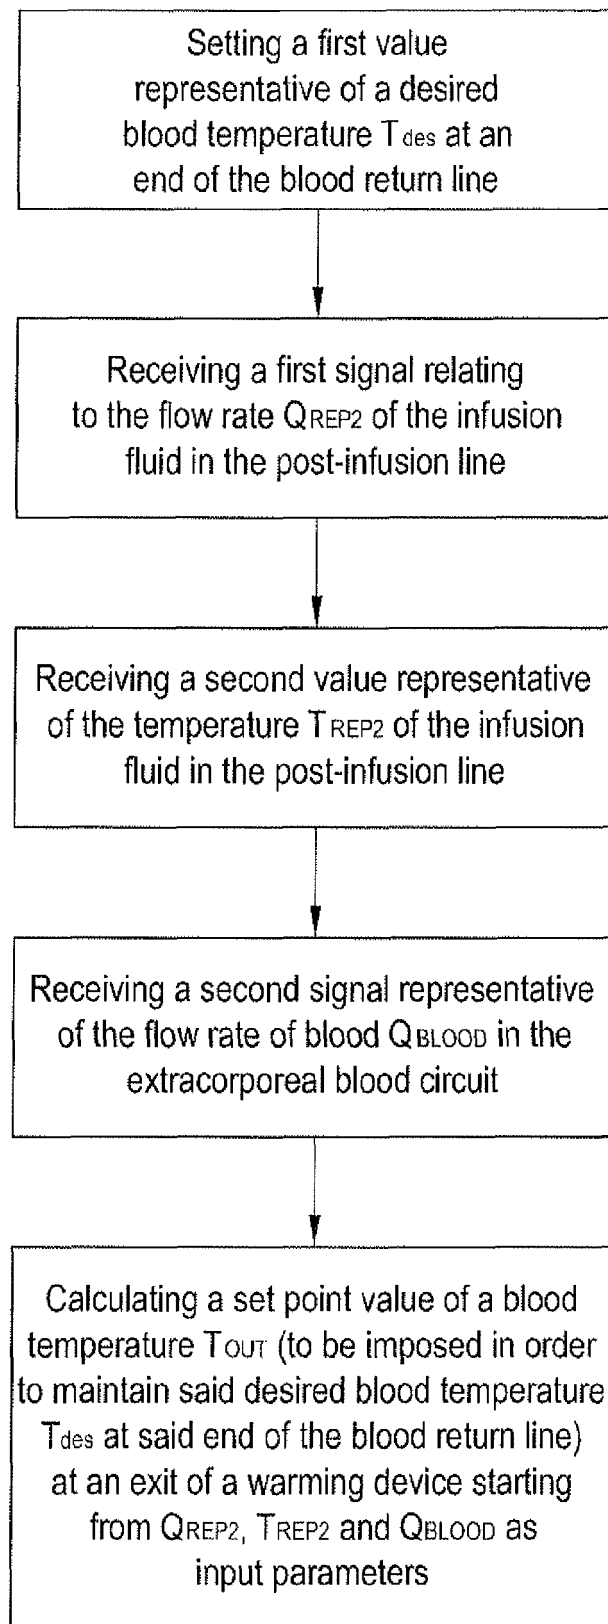 Setting a first value
representative of a desired
blood temperature Tdes at an
end of the blood return line
Receiving a first signal relating
to the flow rate QREP2 of the infusion
fluid in the post-infusion line
Receiving a second value representative
of the temperature TREP2 of the infusion
fluid in the post-infusion line
Receiving a second signal representative
of the flow rate of blood QBLOOD in the
extracorporeal blood circuit
Calculating a set point value of a blood
temperature TOUT (to be imposed in order
to maintain said desired blood temperature
Tdes at said end of the blood return line)
at an exit of a warming device starting
from QREP2, TREP2 and QBLOOD as
input parameters